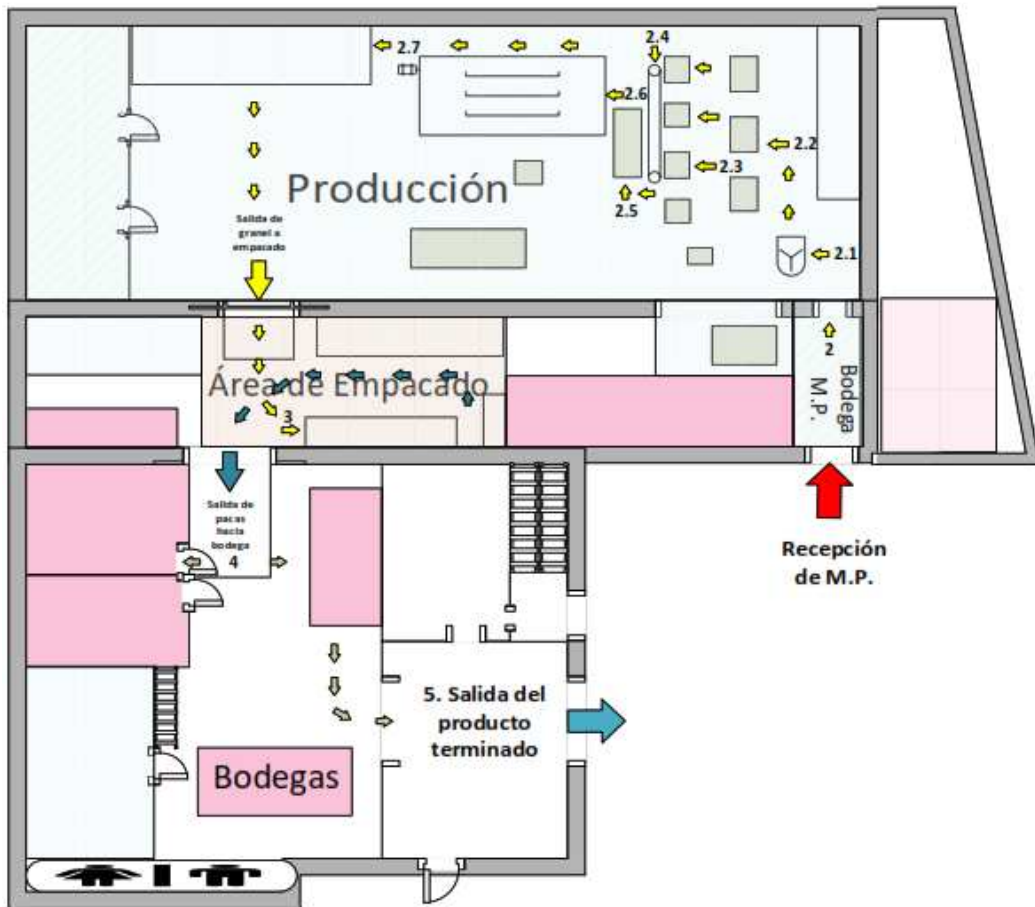 2.7
2.4
2.6
2.2
2.3
2.5
2.1
Producción
Salida de
granel a
empacado
2
Bodega
M.P.
Área de Empacado
3
Salida de
pacas
hacia
bodega
4
Recepción
de M.P.
5. Salida del
producto
terminado
Bodegas